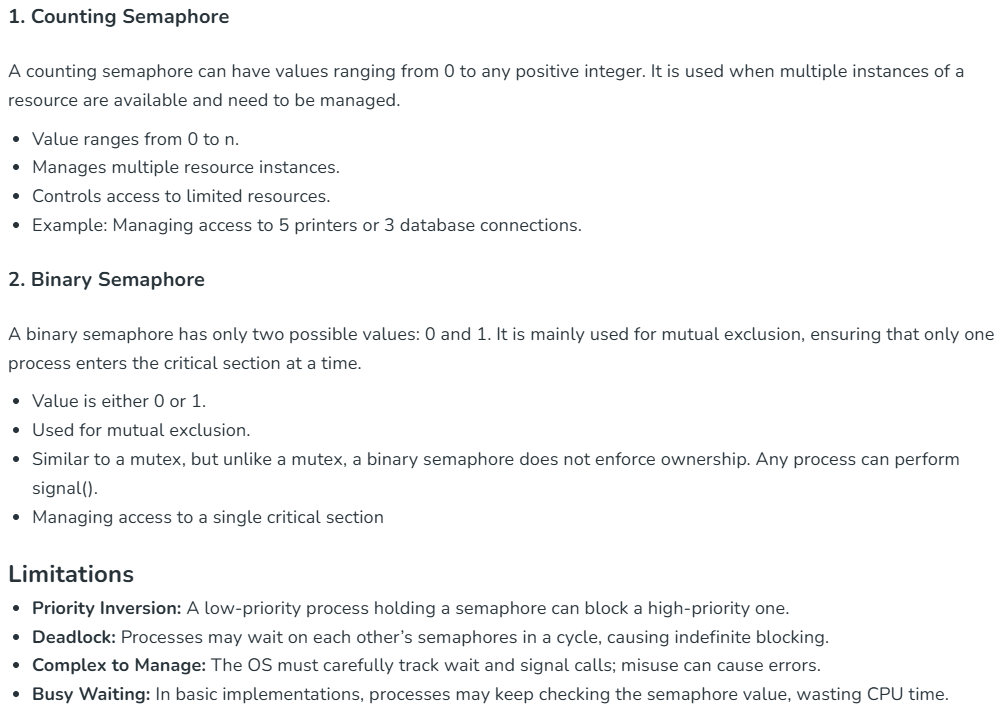 1. Counting Semaphore
A counting semaphore can have values ranging from 0 to any positive integer. It is used when multiple instances of a
resource are available and need to be managed.
• Value ranges from 0 to n.
• Manages multiple resource instances.
• Controls access to limited resources.
• Example: Managing access to 5 printers or 3 database connections.
2. Binary Semaphore
A binary semaphore has only two possible values: 0 and 1. It is mainly used for mutual exclusion, ensuring that only one
process enters the critical section at a time.
• Value is either 0 or 1.
• Used for mutual exclusion.
• Similar to a mutex, but unlike a mutex, a binary semaphore does not enforce ownership. Any process can perform
signal().
• Managing access to a single critical section
Limitations
• Priority Inversion: A low-priority process holding a semaphore can block a high-priority one.
• Deadlock: Processes may wait on each other’s semaphores in a cycle, causing indefinite blocking.
• Complex to Manage: The OS must carefully track wait and signal calls; misuse can cause errors.
• Busy Waiting: In basic implementations, processes may keep checking the semaphore value, wasting CPU time.